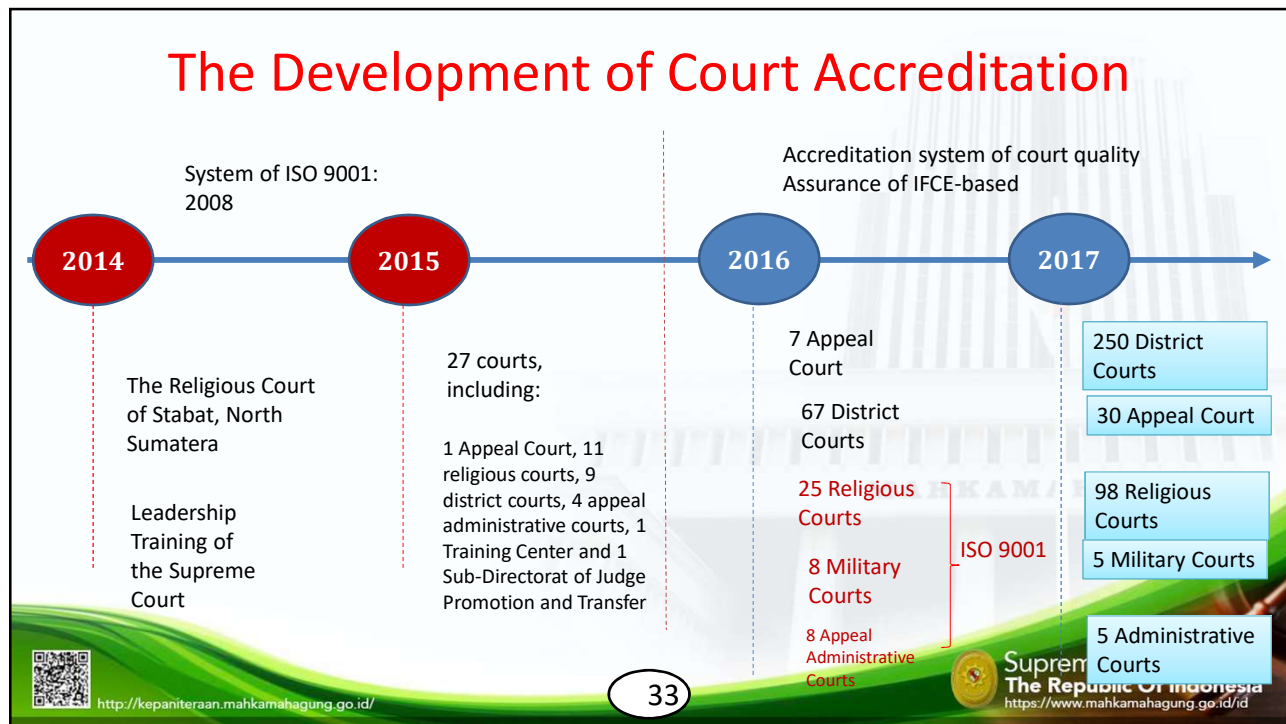 The Development of Court Accreditation
System of ISO 9001:
2008
Accreditation system of court quality
Assurance of IFCE-based
2014
2015
2016
2017
The Religious Court
of Stabat, North
Sumatera
Leadership
Training of
the Supreme
Court
27 courts,
including:
1 Appeal Court, 11
religious courts, 9
district courts, 4 appeal
administrative courts, 1
Training Center and 1
Sub-Directorat of Judge
Promotion and Transfer
7 Appeal
Court
67 District
Courts
25 Religious
Courts
8 Military
Courts
8 Appeal
Administrative
Courts
ISO 9001
250 District
Courts
30 Appeal Court
98 Religious
Courts
5 Military Courts
5 Administrative
Courts
http://kepaniteraan.mahkamahagung.go.id/
33
The Republic Of Indonesia
https://www.mahkamahagung.go.id/id